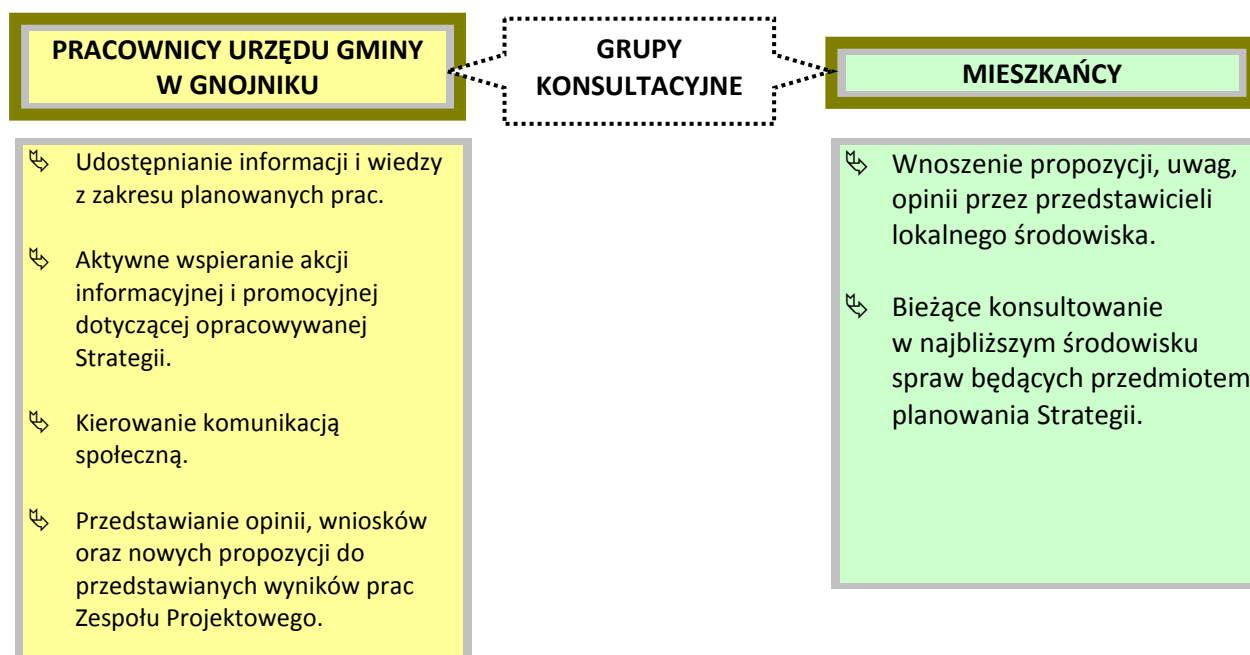 PRACOWNICY URZĘDU GMINY
W GNOJNIKU
GRUPY
KONSULTACYJNE
MIESZKAŃCY
Udostępnianie informacji i wiedzy
z zakresu planowanych prac.
Aktywne wspieranie akcji
informacyjnej i promocyjnej
dotyczącej opracowywanej
Strategii.
Kierowanie komunikacją
społeczną.
Przedstawianie opinii, wniosków
oraz nowych propozycji do
przedstawianych wyników prac
Zespołu Projektowego.
Wnoszenie propozycji, uwag,
opinii przez przedstawicieli
lokalnego środowiska.
Bieżące konsultowanie
w najbliższym środowisku
spraw będących przedmiotem
planowania Strategii.